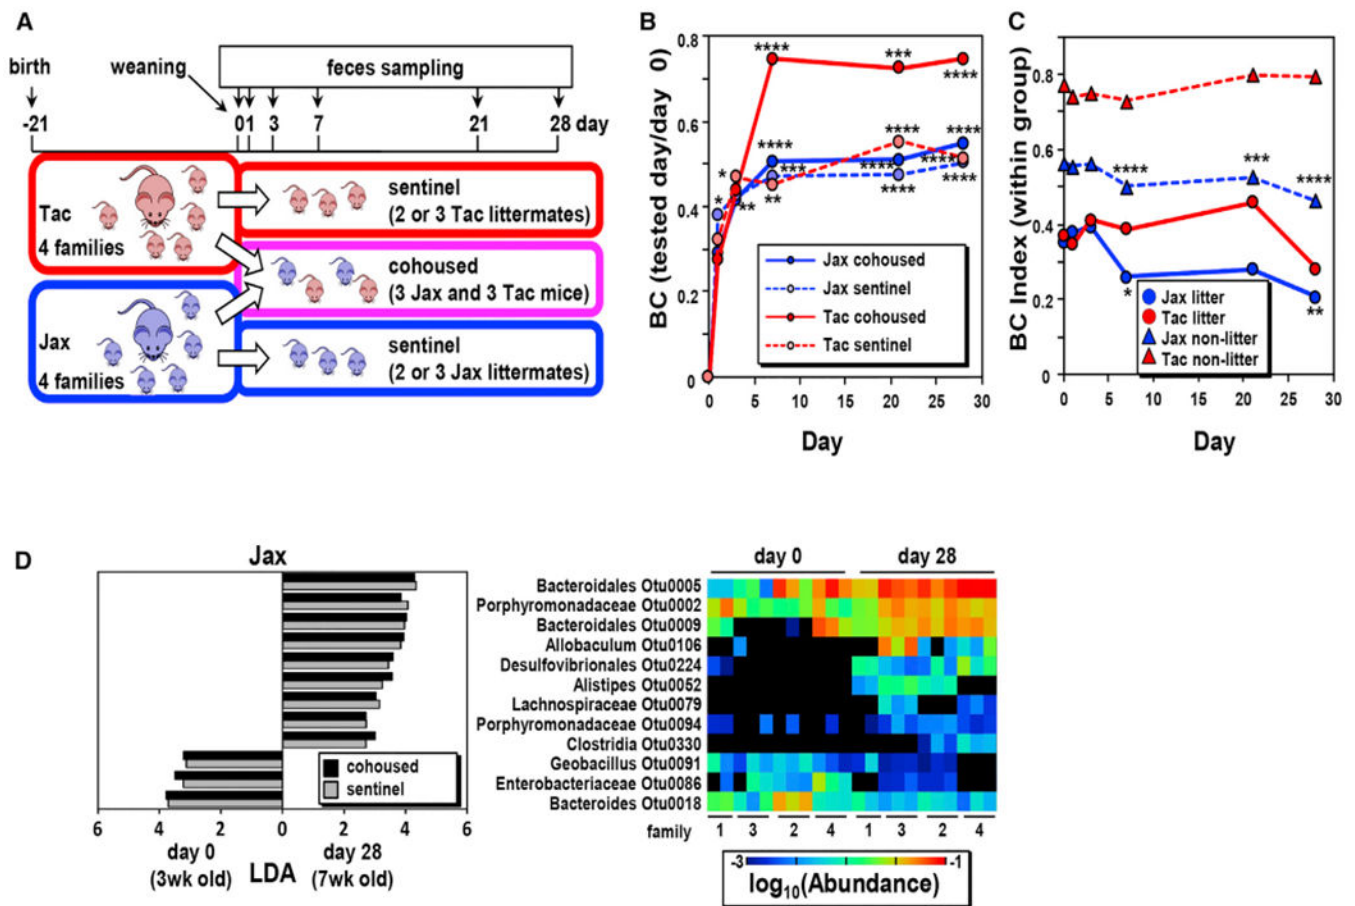 A
birth
weaning
feces sampling
-21
0 1 3 7 21 28 day
Tac
4 families
sentinel
(2 or 3 Tac littermates)
cohoused
(3 Jax and 3 Tac mice)
Jax
4 families
sentinel
(2 or 3 Jax littermates)
B
BC (tested day/day 0)
0.8
0.6
0.4
0.2
0
**** *** ****
**** *** **** **** **** ****
* * ** ** **** ****
Jax cohoused
Jax sentinel
Tac cohoused
Tac sentinel
0 5 10 15 20 25 30
Day
C
BC Index (within group)
0.8
0.6
0.4
0.2
0
**** *** ****
* **
Jax litter
Tac litter
Jax non-litter
Tac non-litter
0 5 10 15 20 25 30
Day
D
Jax
cohoused
sentinel
6 4 2 0 2 4 6
day 0
(3wk old)
LDA
day 28
(7wk old)
day 0 day 28
Bacteroidales Otu0005
Porphyromonadaceae Otu0002
Bacteroidales Otu0009
Allobaculum Otu0106
Desulfovibrionales Otu0224
Alistipes Otu0052
Lachnospiraceae Otu0079
Porphyromonadaceae Otu0094
Clostridia Otu0330
Geobacillus Otu0091
Enterobacteriaceae Otu0086
Bacteroides Otu0018
family 1 3 2 4 1 3 2 4
-3 -1
log10(Abundance)